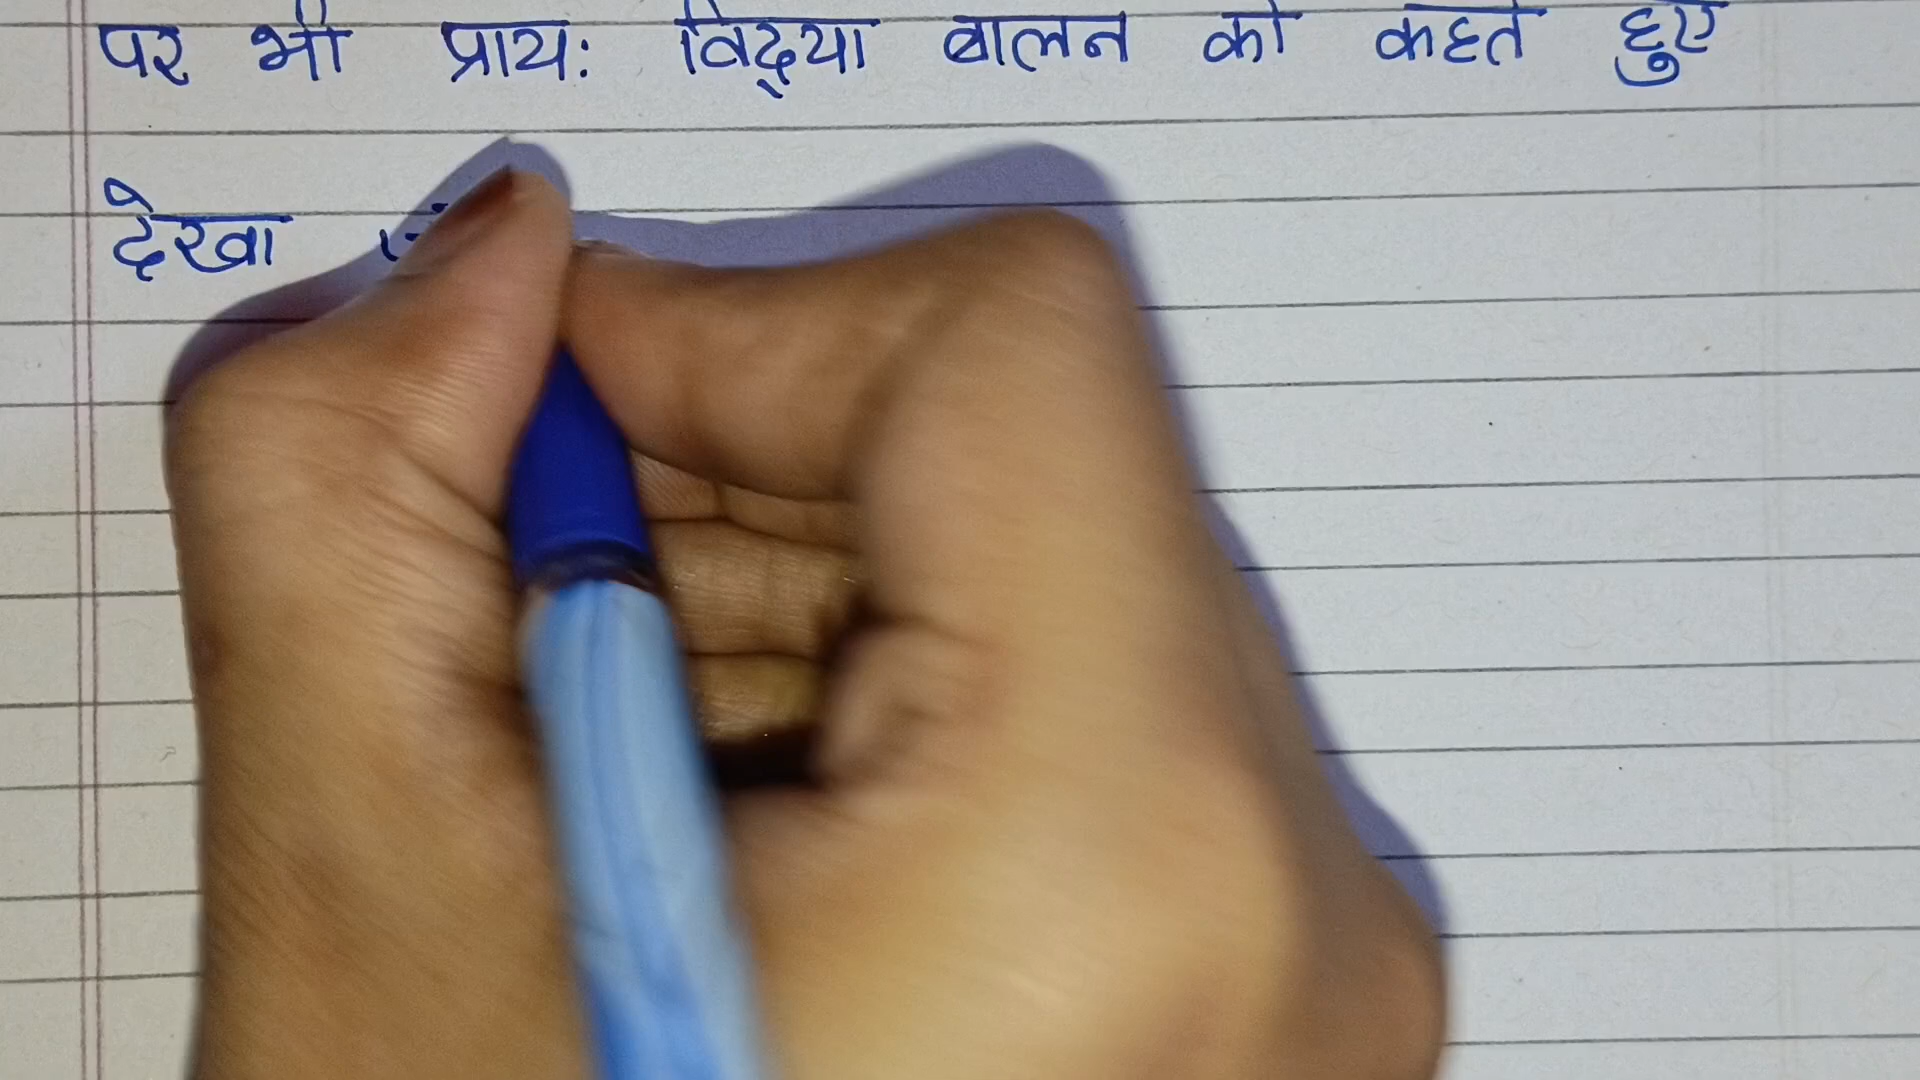 पर भी प्राय: विद्या बालन को कहते हुए
देखा